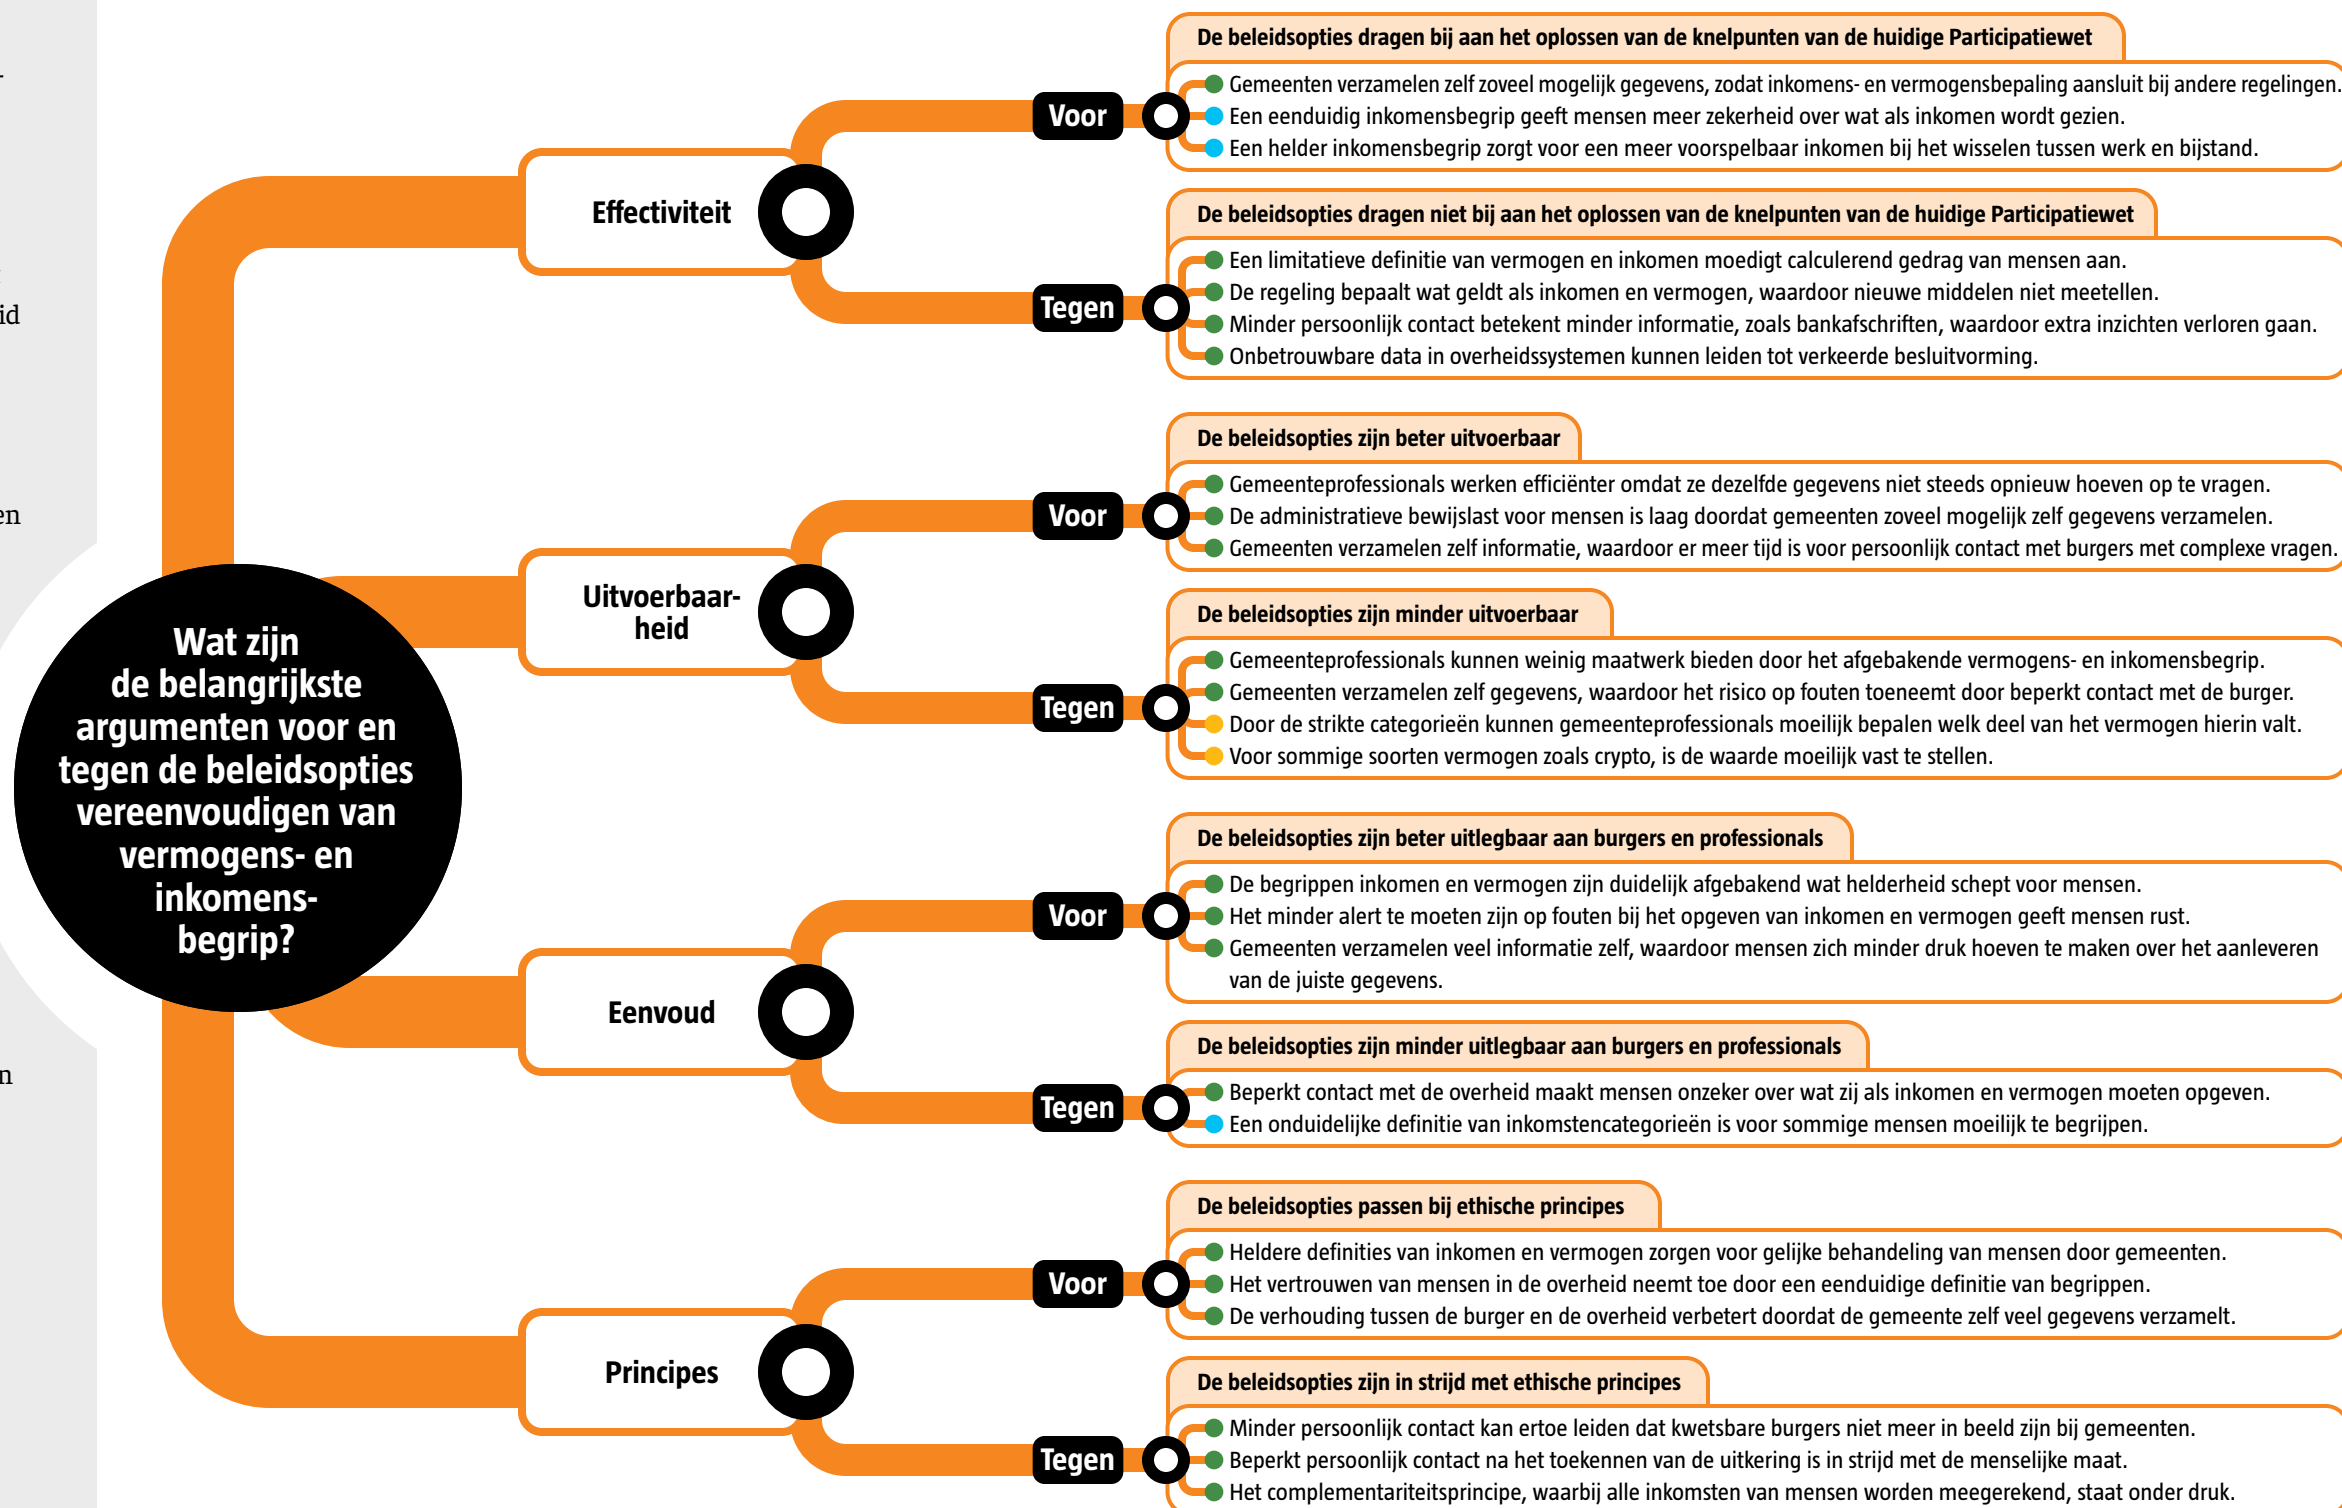 id
en
n
Wat zijn
de belangrijkste
argumenten voor en
tegen de beleidsopties
vereenvoudigen van
vermogens- en
inkomens-
begrip?
Effectiviteit
Voor
De beleidsopties dragen bij aan het oplossen van de knelpunten van de huidige Participatiewet
Gemeenten verzamelen zelf zoveel mogelijk gegevens, zodat inkomens- en vermogensbepaling aansluit bij andere regelingen.
Een eenduidig inkomensbegrip geeft mensen meer zekerheid over wat als inkomen wordt gezien.
Een helder inkomensbegrip zorgt voor een meer voorspelbaar inkomen bij het wisselen tussen werk en bijstand.
Tegen
De beleidsopties dragen niet bij aan het oplossen van de knelpunten van de huidige Participatiewet
Een limitatieve definitie van vermogen en inkomen moedigt calculerend gedrag van mensen aan.
De regeling bepaalt wat geldt als inkomen en vermogen, waardoor nieuwe middelen niet meetellen.
Minder persoonlijk contact betekent minder informatie, zoals bankafschriften, waardoor extra inzichten verloren gaan.
Onbetrouwbare data in overheidssystemen kunnen leiden tot verkeerde besluitvorming.
Uitvoerbaar-
heid
Voor
De beleidsopties zijn beter uitvoerbaar
Gemeenteprofessionals werken efficiënter omdat ze dezelfde gegevens niet steeds opnieuw hoeven op te vragen.
De administratieve bewijslast voor mensen is laag doordat gemeenten zoveel mogelijk zelf gegevens verzamelen.
Gemeenten verzamelen zelf informatie, waardoor er meer tijd is voor persoonlijk contact met burgers met complexe vragen.
Tegen
De beleidsopties zijn minder uitvoerbaar
Gemeenteprofessionals kunnen weinig maatwerk bieden door het afgebakende vermogens- en inkomensbegrip.
Gemeenten verzamelen zelf gegevens, waardoor het risico op fouten toeneemt door beperkt contact met de burger.
Door de strikte categorieën kunnen gemeenteprofessionals moeilijk bepalen welk deel van het vermogen hierin valt.
Voor sommige soorten vermogen zoals crypto, is de waarde moeilijk vast te stellen.
Eenvoud
Voor
De beleidsopties zijn beter uitlegbaar aan burgers en professionals
De begrippen inkomen en vermogen zijn duidelijk afgebakend wat helderheid schept voor mensen.
Het minder alert te moeten zijn op fouten bij het opgeven van inkomen en vermogen geeft mensen rust.
Gemeenten verzamelen veel informatie zelf, waardoor mensen zich minder druk hoeven te maken over het aanleveren
van de juiste gegevens.
Tegen
De beleidsopties zijn minder uitlegbaar aan burgers en professionals
Beperkt contact met de overheid maakt mensen onzeker over wat zij als inkomen en vermogen moeten opgeven.
Een onduidelijke definitie van inkomstencategorieën is voor sommige mensen moeilijk te begrijpen.
Principes
Voor
De beleidsopties passen bij ethische principes
Heldere definities van inkomen en vermogen zorgen voor gelijke behandeling van mensen door gemeenten.
Het vertrouwen van mensen in de overheid neemt toe door een eenduidige definitie van begrippen.
De verhouding tussen de burger en de overheid verbetert doordat de gemeente zelf veel gegevens verzamelt.
Tegen
De beleidsopties zijn in strijd met ethische principes
Minder persoonlijk contact kan ertoe leiden dat kwetsbare burgers niet meer in beeld zijn bij gemeenten.
Beperkt persoonlijk contact na het toekennen van de uitkering is in strijd met de menselijke maat.
Het complementariteitsprincipe, waarbij alle inkomsten van mensen worden meegerekend, staat onder druk.